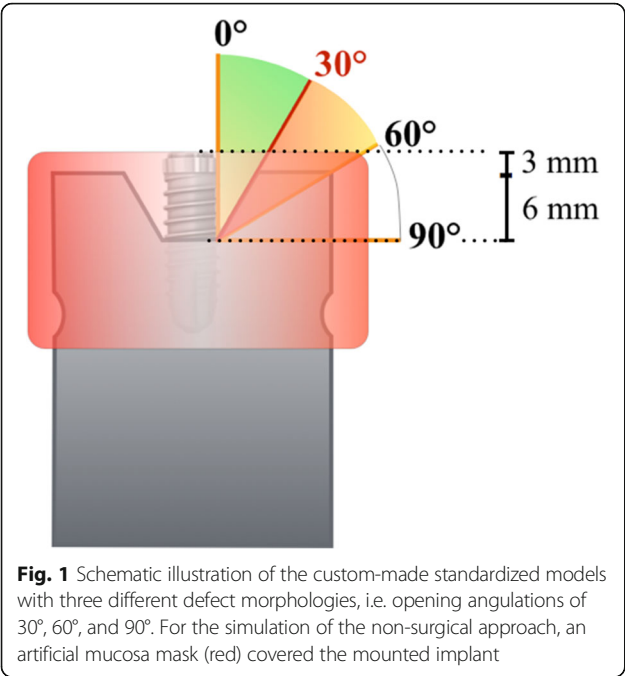 0°
30°
60°
3 mm
6 mm
90°
Fig. 1 Schematic illustration of the custom-made standardized models
with three different defect morphologies, i.e. opening angulations of
30°, 60°, and 90°. For the simulation of the non-surgical approach, an
artificial mucosa mask (red) covered the mounted implant